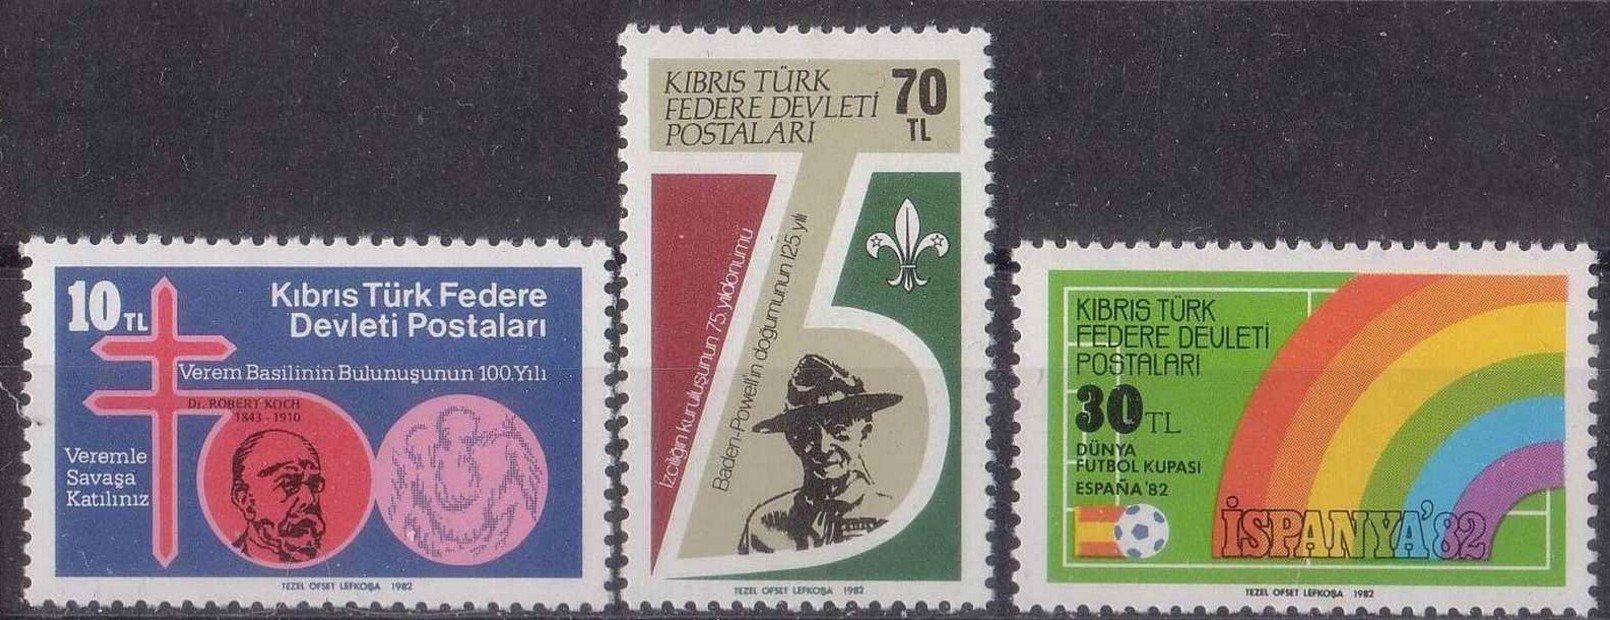 10 TL
Kıbrıs Türk Federe
Devleti Postaları
Verem Basilinin Bulunuşunun 100.Yılı
Dr. ROBERT KOCH
1843 - 1910
Veremle
Savaşa
Katılınız
TEZEL OFSET LEFKOŞA 1982
KIBRIS TÜRK
FEDERE DEVLETİ
POSTALARI
70
TL
75
İzciliğin kuruluşunun 75. yıldönümü
Baden-Powell'in doğumunun 125. yılı
TEZEL OFSET LEFKOŞA 1982
KIBRIS TÜRK
FEDERE DEVLETİ
POSTALARI
30 TL
DÜNYA
FUTBOL KUPASI
ESPAÑA '82
İSPANYA'82
TEZEL OFSET LEFKOŞA 1982